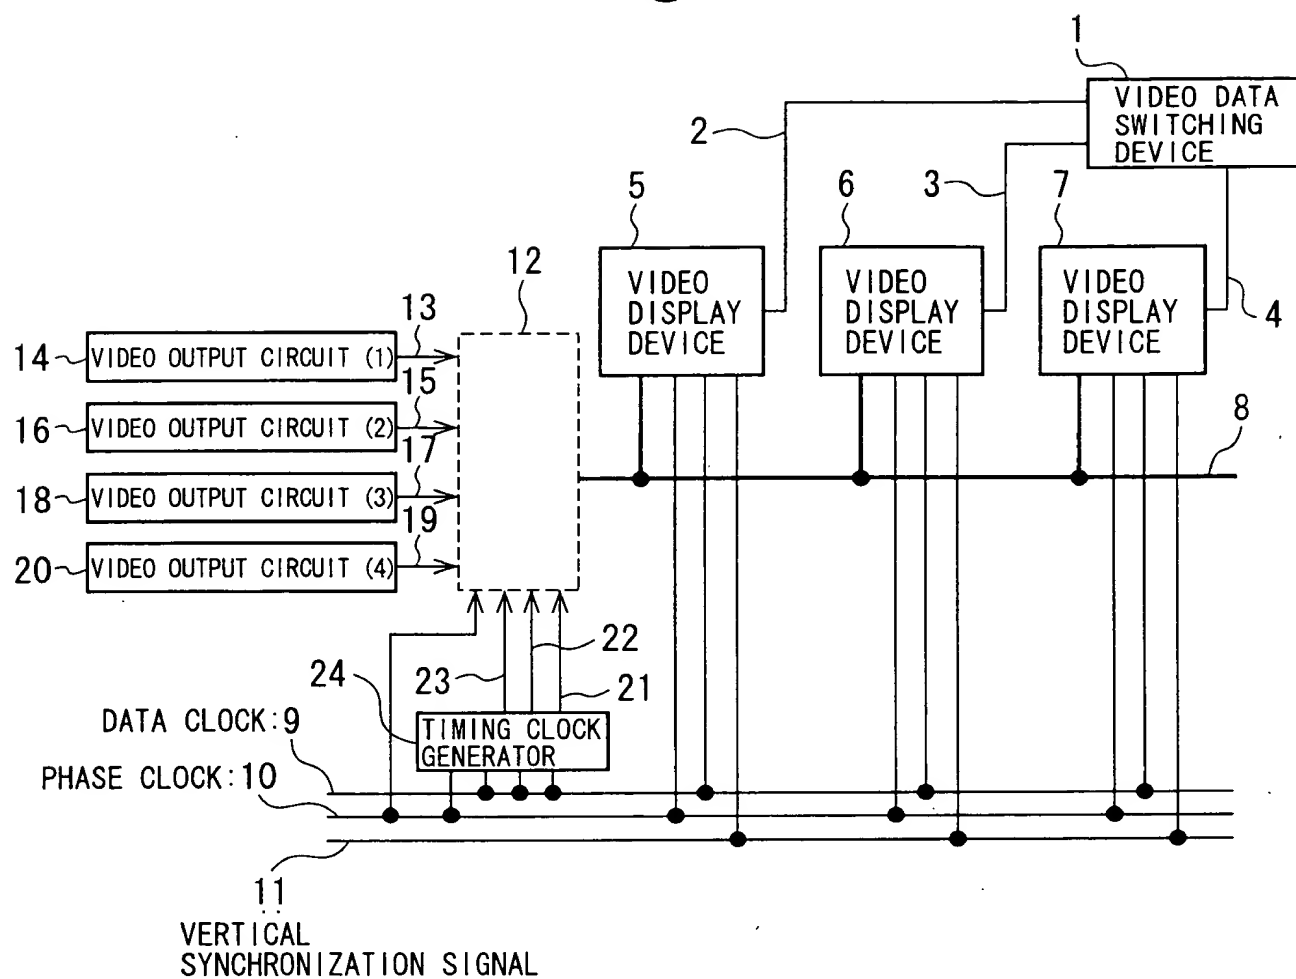 1
VIDEO DATA
SWITCHING
DEVICE
2
3
4
5
6
7
VIDEO
DISPLAY
DEVICE
VIDEO
DISPLAY
DEVICE
VIDEO
DISPLAY
DEVICE
8
12
13
14
VIDEO OUTPUT CIRCUIT (1)
15
16
VIDEO OUTPUT CIRCUIT (2)
17
18
VIDEO OUTPUT CIRCUIT (3)
19
20
VIDEO OUTPUT CIRCUIT (4)
22
23
21
24
TIMING CLOCK
GENERATOR
DATA CLOCK:9
PHASE CLOCK:10
11
VERTICAL
SYNCHRONIZATION SIGNAL